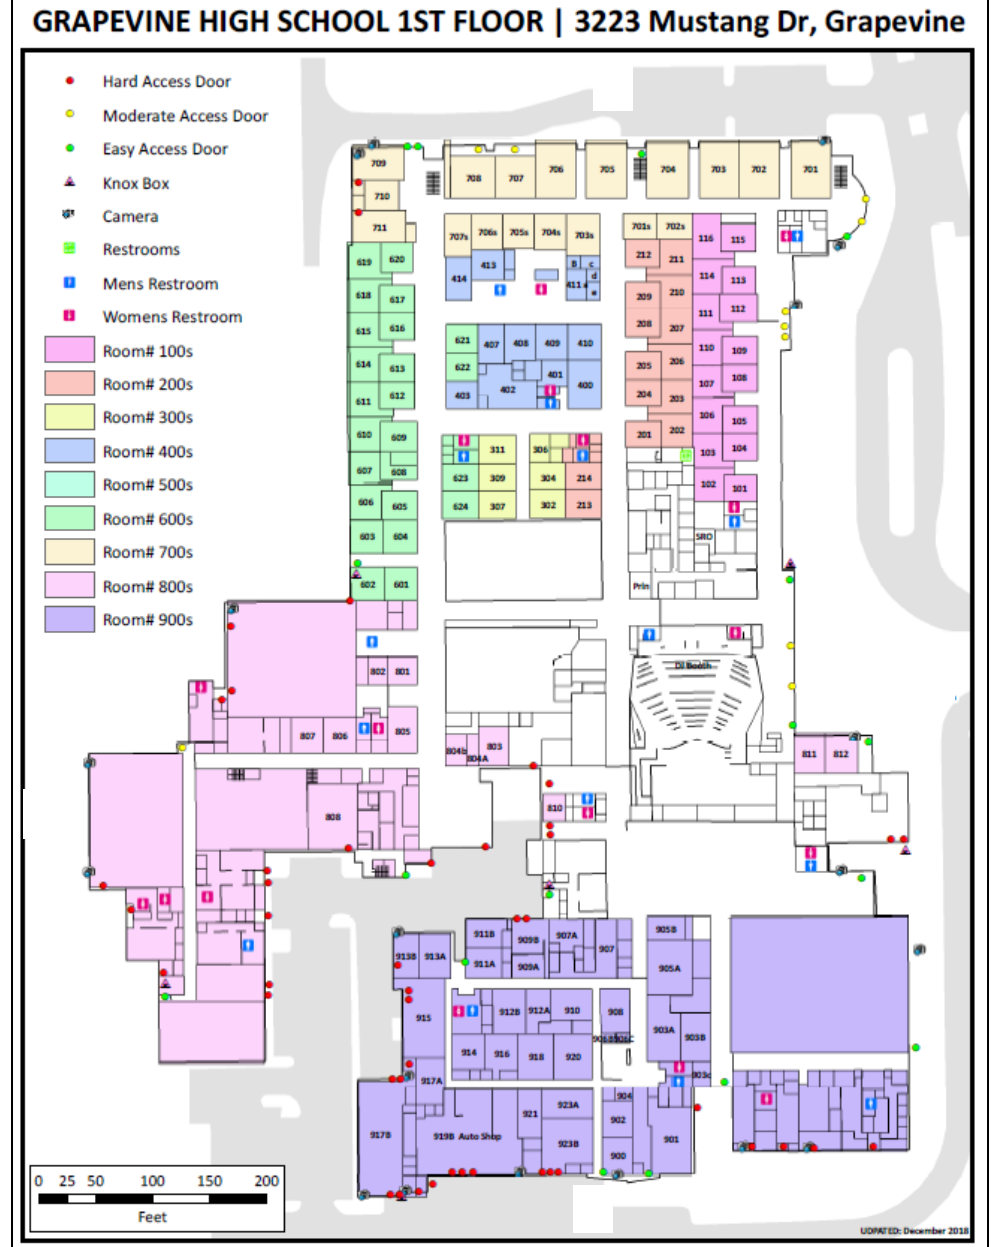 GRAPEVINE HIGH SCHOOL 1ST FLOOR | 3223 Mustang Dr, Grapevine
Hard Access Door
Moderate Access Door
Easy Access Door
Knox Box
Camera
Restrooms
Mens Restroom
Womens Restroom
Room# 100s
Room# 200s
Room# 300s
Room# 400s
Room# 500s
Room# 600s
Room# 700s
Room# 800s
Room# 900s
709
708
707
706
705
704
703
702
701
710
711
707s
706s
705s
704s
703s
701s
702s
116
115
619
620
414
413
B
c
d
411
a
e
212
211
114
113
618
617
209
210
111
112
615
616
208
207
621
407
408
409
410
110
109
614
613
622
401
205
206
107
108
611
612
403
402
400
204
203
106
105
610
609
201
202
103
104
311
306
607
608
623
309
304
214
102
101
606
605
624
307
302
213
603
604
SRO
602
601
Prin
802
801
DJ Booth
807
806
805
804b
803
804A
811
812
808
810
911B
909B
907A
907
905B
913B
913A
911A
909A
905A
915
912B
912A
910
908
903A
903B
906B
906C
914
916
918
920
903c
917A
904
923A
921
902
917B
919B Auto Shop
923B
901
900
0 25 50 100 150 200
Feet
UDPATED: December 2018